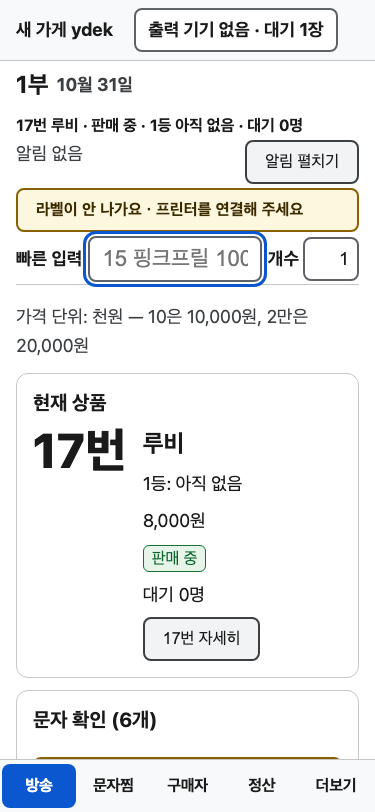 새 가게 ydek
출력 기기 없음 · 대기 1장
1부 10월 31일
17번 루비 · 판매 중 · 1등 아직 없음 · 대기 0명
알림 없음
알림 펼치기
라벨이 안 나가요 · 프린터를 연결해 주세요
빠른 입력 15 핑크프릴 100 개수 1
가격 단위: 천원 — 10은 10,000원, 2만은
20,000원
현재 상품
17번 루비
1등: 아직 없음
8,000원
판매 중
대기 0명
17번 자세히
문자 확인 (6개)
방송 문자찜 구매자 정산 더보기